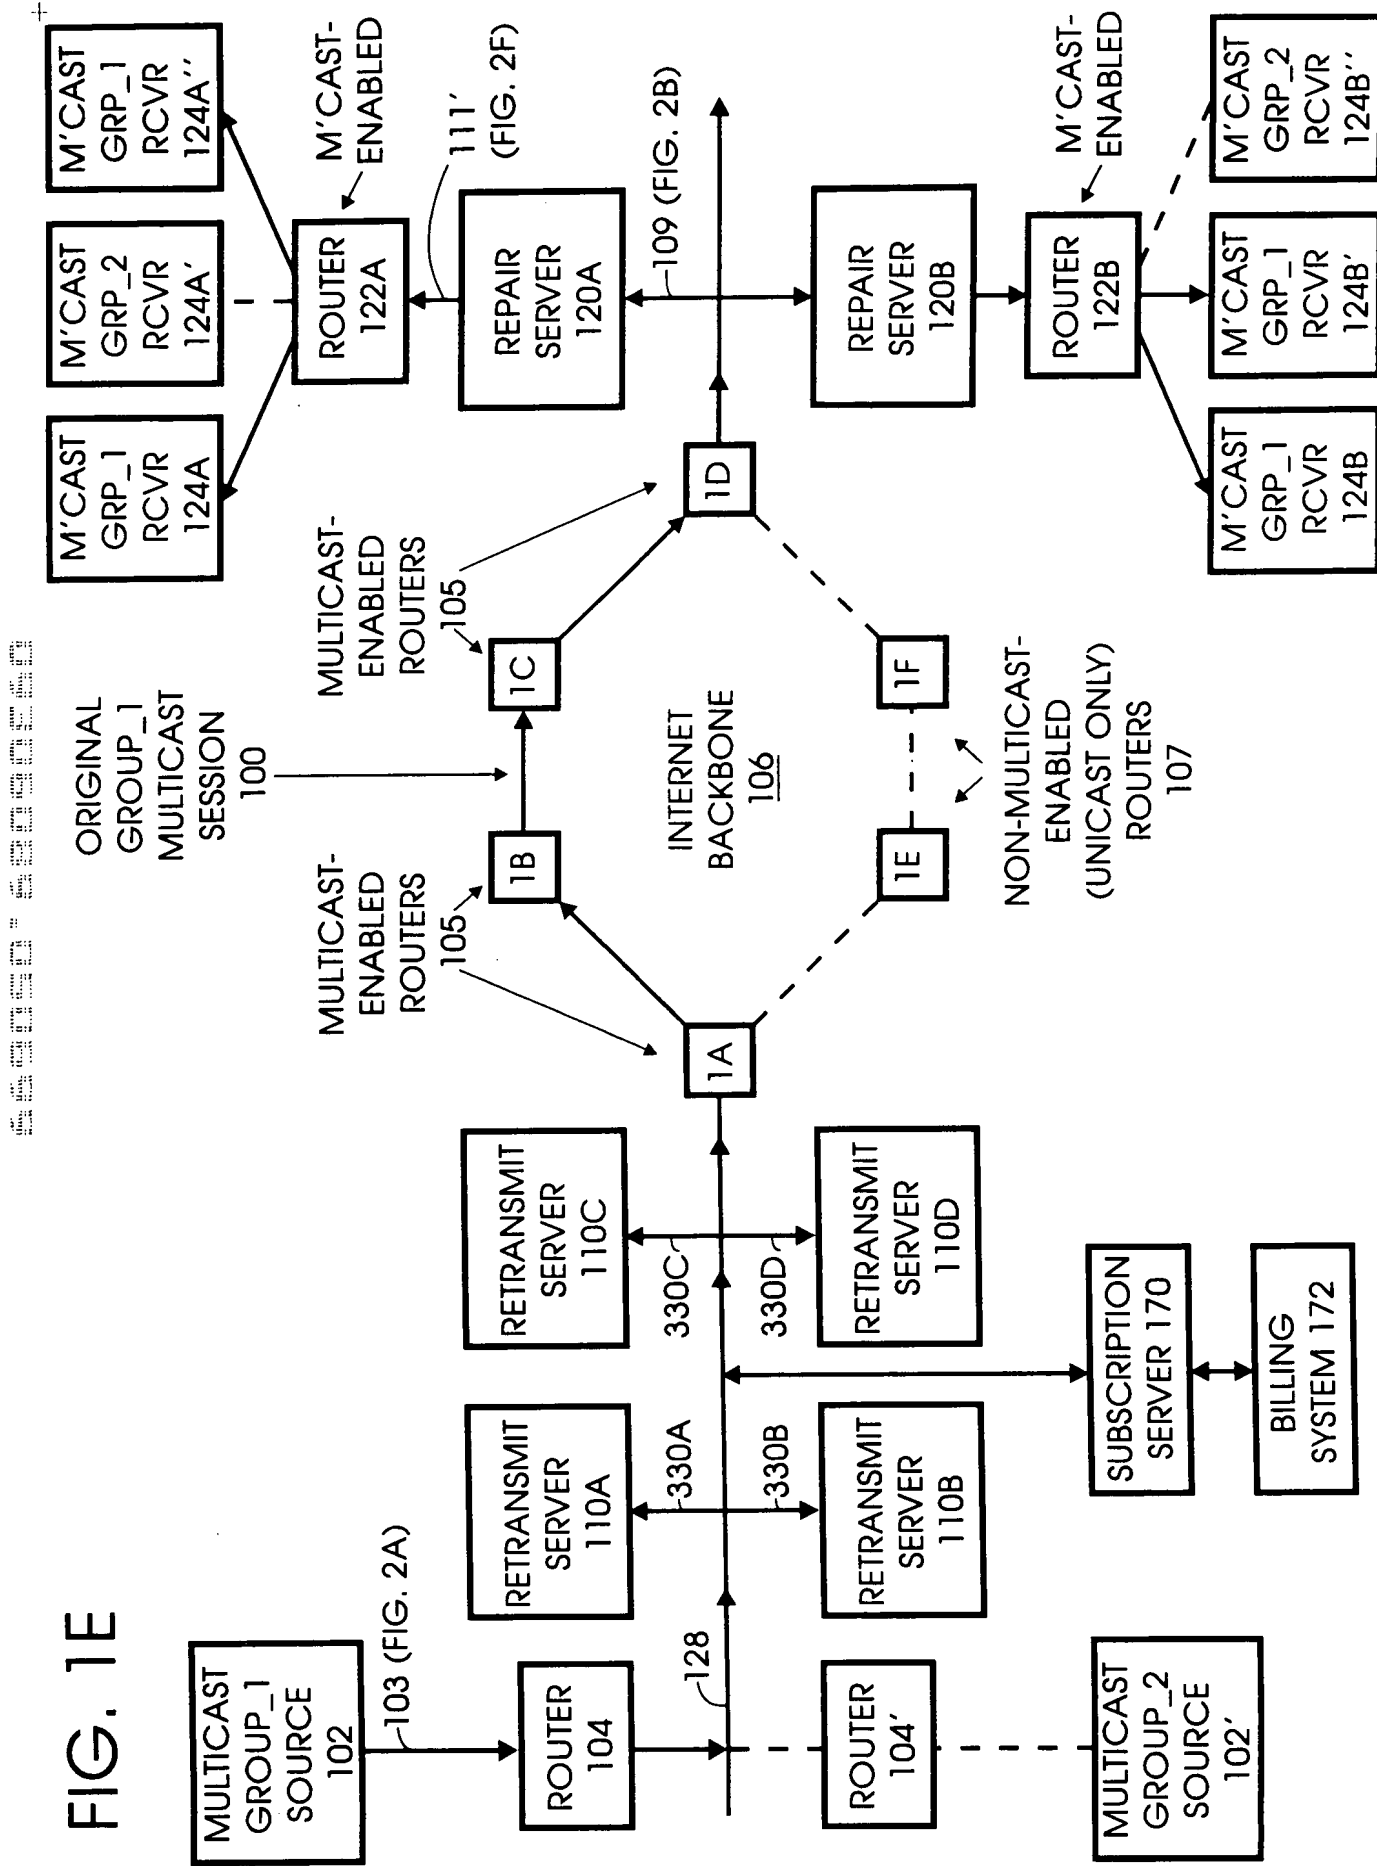 FIG. 1E
MULTICAST
GROUP_1
SOURCE
102
103 (FIG. 2A)
ROUTER
104
128
ROUTER
104'
MULTICAST
GROUP_2
SOURCE
102'
RETRANSMIT
SERVER
110A
330A
330B
RETRANSMIT
SERVER
110B
RETRANSMIT
SERVER
110C
330C
330D
RETRANSMIT
SERVER
110D
SUBSCRIPTION
SERVER 170
BILLING
SYSTEM 172
ORIGINAL
GROUP_1
MULTICAST
SESSION
100
MULTICAST-
ENABLED
ROUTERS
105
MULTICAST-
ENABLED
ROUTERS
105
1A
1B
1C
1D
1E
1F
INTERNET
BACKBONE
106
NON-MULTICAST-
ENABLED
(UNICAST ONLY)
ROUTERS
107
M'CAST
GRP_1
RCVR
124A
M'CAST
GRP_2
RCVR
124A'
M'CAST
GRP_1
RCVR
124A''
ROUTER
122A
M'CAST-
ENABLED
111'
(FIG. 2F)
REPAIR
SERVER
120A
109 (FIG. 2B)
REPAIR
SERVER
120B
ROUTER
122B
M'CAST-
ENABLED
M'CAST
GRP_1
RCVR
124B
M'CAST
GRP_1
RCVR
124B'
M'CAST
GRP_2
RCVR
124B''